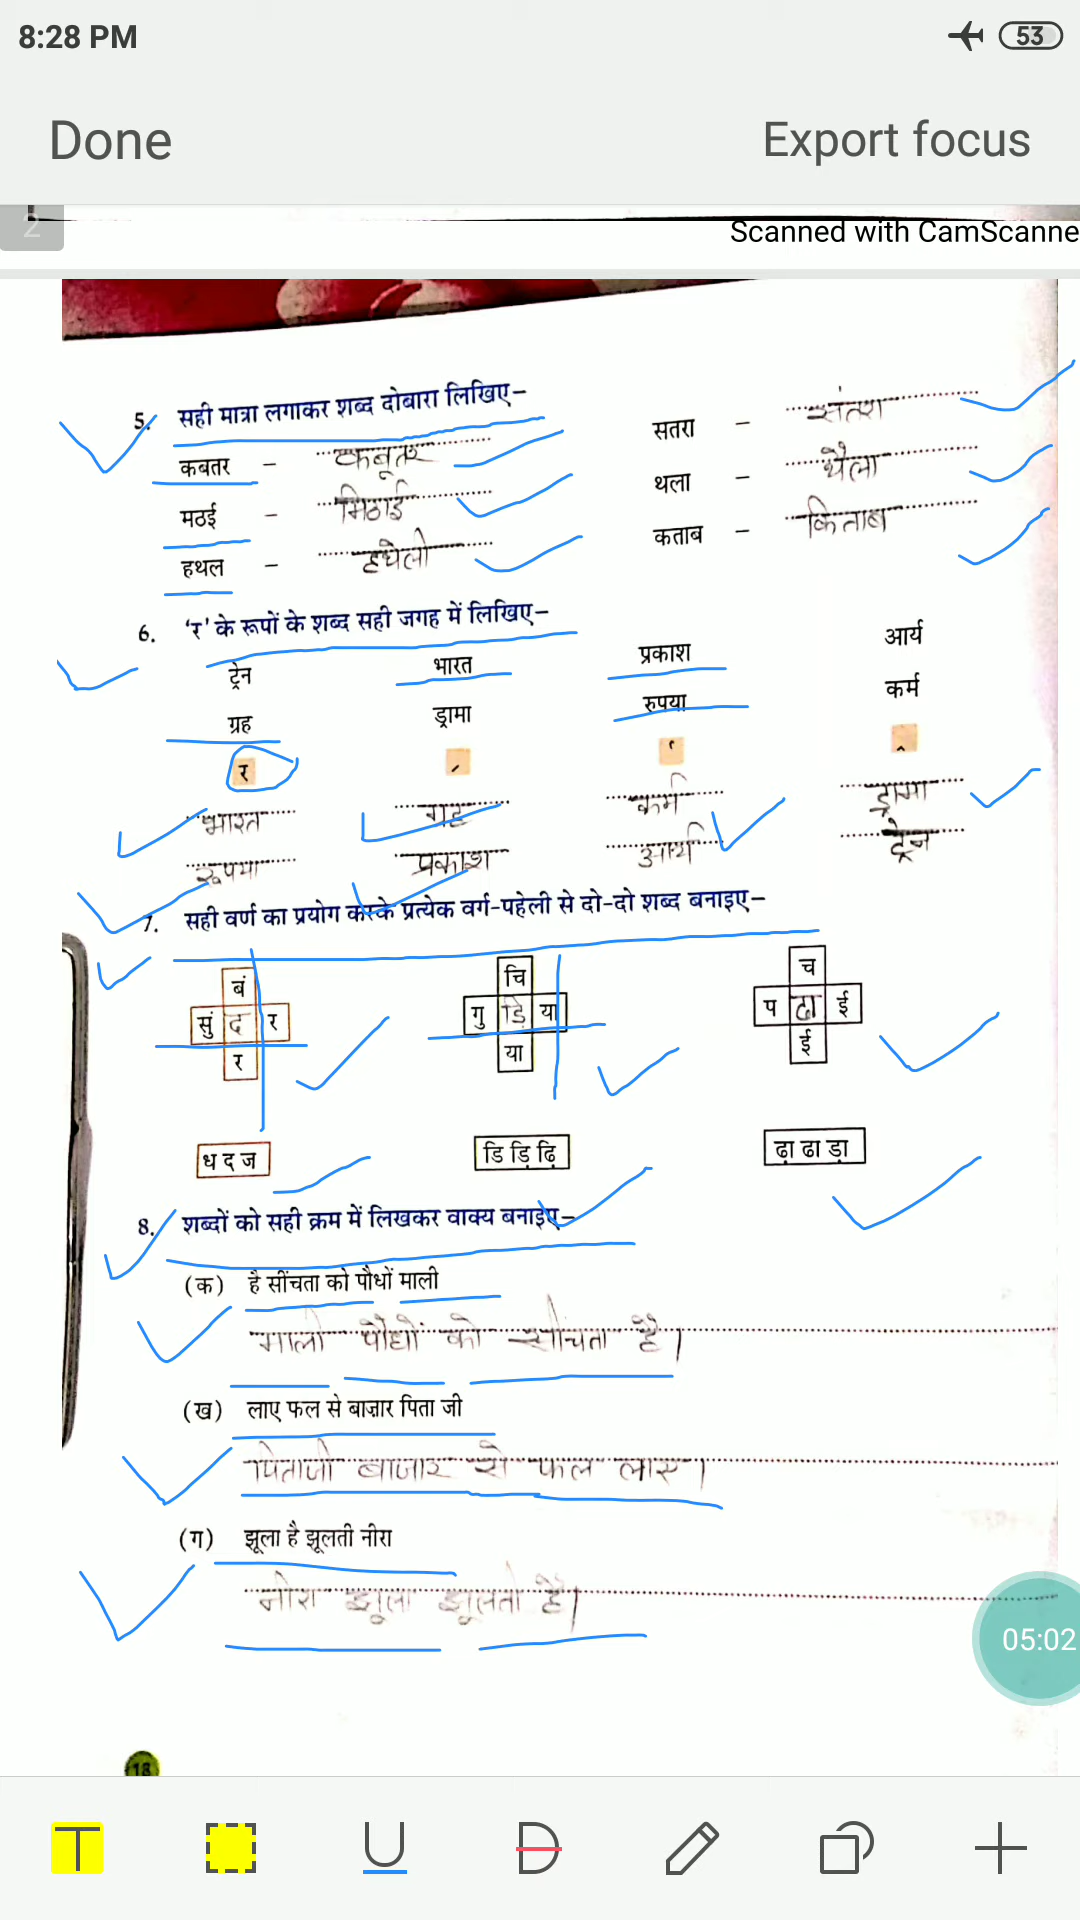 8:28 PM 53
Done Export focus
2
Scanned with CamScanne
5. सही मात्रा लगाकर शब्द दोबारा लिखिए–
कबतर – कबूतर सतरा – संतरा
मठई – मिठाई थला – थैला
हथल – हथेली कताब – किताब
6. 'र' के रूपों के शब्द सही जगह में लिखिए–
ट्रेन भारत प्रकाश आर्य
ग्रह ड्रामा रुपया कर्म
र
भारत ग्रह कर्म ड्रामा
रूपया प्रकाश आर्य ट्रेन
7. सही वर्ण का प्रयोग करके प्रत्येक वर्ग-पहेली से दो-दो शब्द बनाइए–
बं चि च
सुं द र गु ड़ि या प ढा ई
र या ई
ध द ज डि ड़ि ढ़ि ढ़ा ढा ड़ा
8. शब्दों को सही क्रम में लिखकर वाक्य बनाइए–
(क) है सींचता को पौधों माली
माली पौधों को सींचता है।
(ख) लाए फल से बाज़ार पिता जी
पिताजी बाजार से फल लाए।
(ग) झूला है झूलती नीरा
नीरा झूला झूलती है।
05:02
18
T U D